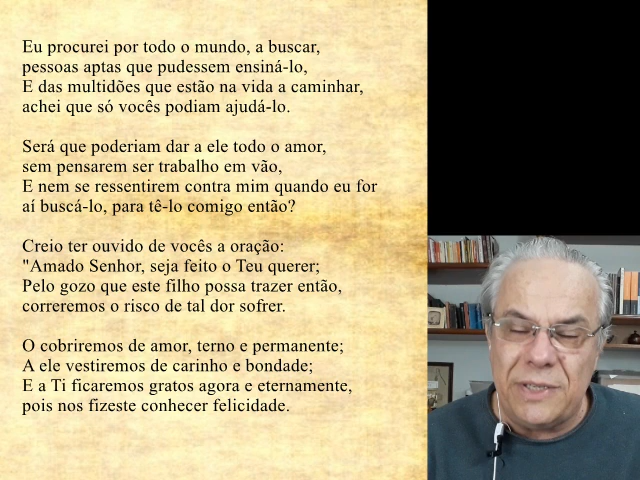 Eu procurei por todo o mundo, a buscar,
pessoas aptas que pudessem ensiná-lo,
E das multidões que estão na vida a caminhar,
achei que só vocês podiam ajudá-lo.
Será que poderiam dar a ele todo o amor,
sem pensarem ser trabalho em vão,
E nem se ressentirem contra mim quando eu for
aí buscá-lo, para tê-lo comigo então?
Creio ter ouvido de vocês a oração:
"Amado Senhor, seja feito o Teu querer;
Pelo gozo que este filho possa trazer então,
correremos o risco de tal dor sofrer.
O cobriremos de amor, terno e permanente;
A ele vestiremos de carinho e bondade;
E a Ti ficaremos gratos agora e eternamente,
pois nos fizeste conhecer felicidade.